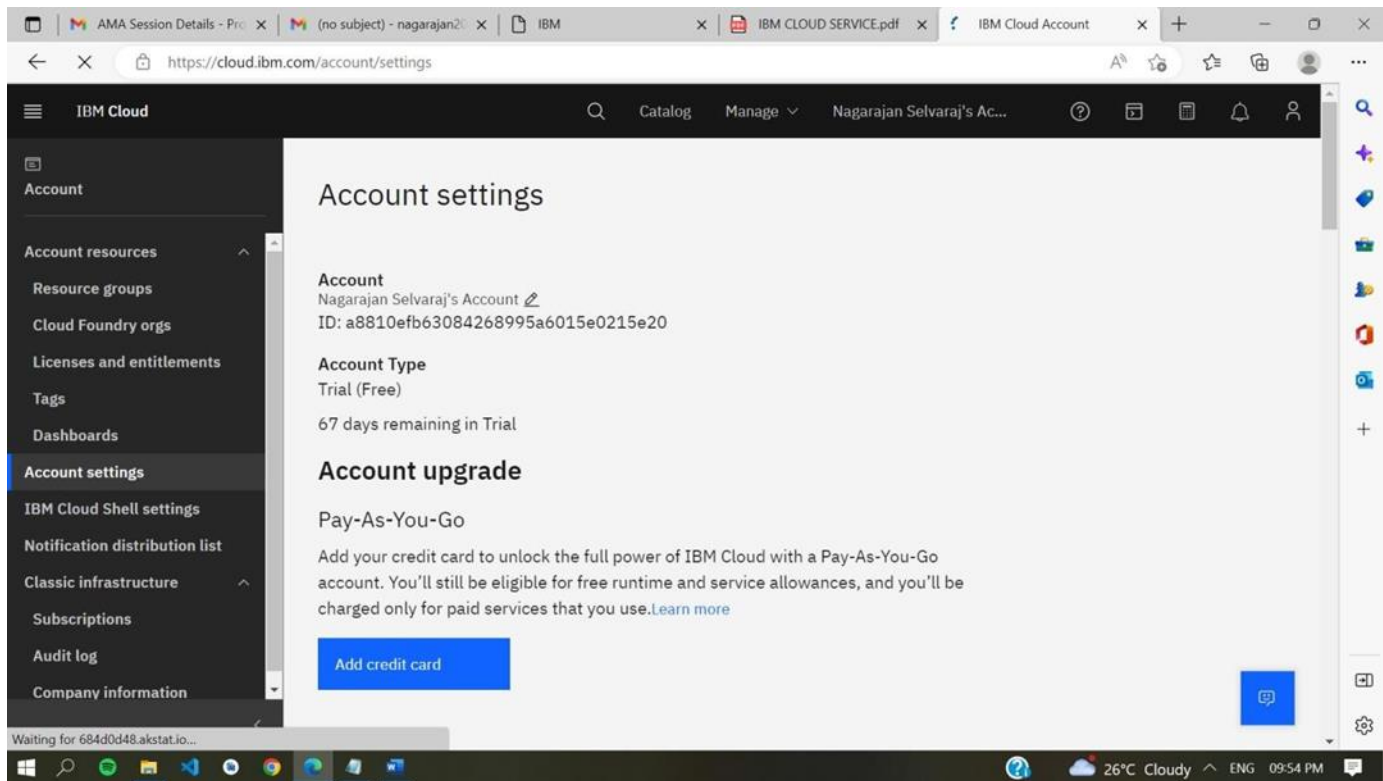 AMA Session Details - Pro
(no subject) - nagarajan2
IBM
IBM CLOUD SERVICE.pdf
IBM Cloud Account
https://cloud.ibm.com/account/settings
IBM Cloud
Catalog
Manage
Nagarajan Selvaraj's Ac...
Account
Account resources
Resource groups
Cloud Foundry orgs
Licenses and entitlements
Tags
Dashboards
Account settings
IBM Cloud Shell settings
Notification distribution list
Classic infrastructure
Subscriptions
Audit log
Company information
Account settings
Account
Nagarajan Selvaraj's Account
ID: a8810efb63084268995a6015e0215e20
Account Type
Trial (Free)
67 days remaining in Trial
Account upgrade
Pay-As-You-Go
Add your credit card to unlock the full power of IBM Cloud with a Pay-As-You-Go
account. You'll still be eligible for free runtime and service allowances, and you'll be
charged only for paid services that you use.Learn more
Add credit card
Waiting for 684d0d48.akstat.io...
26°C Cloudy
ENG
09:54 PM